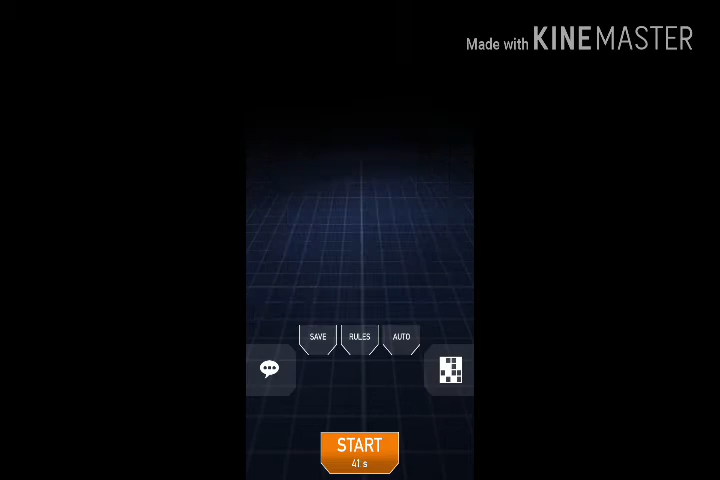 Made with KINEMASTER
SAVE
RULES
AUTO
START
41 s